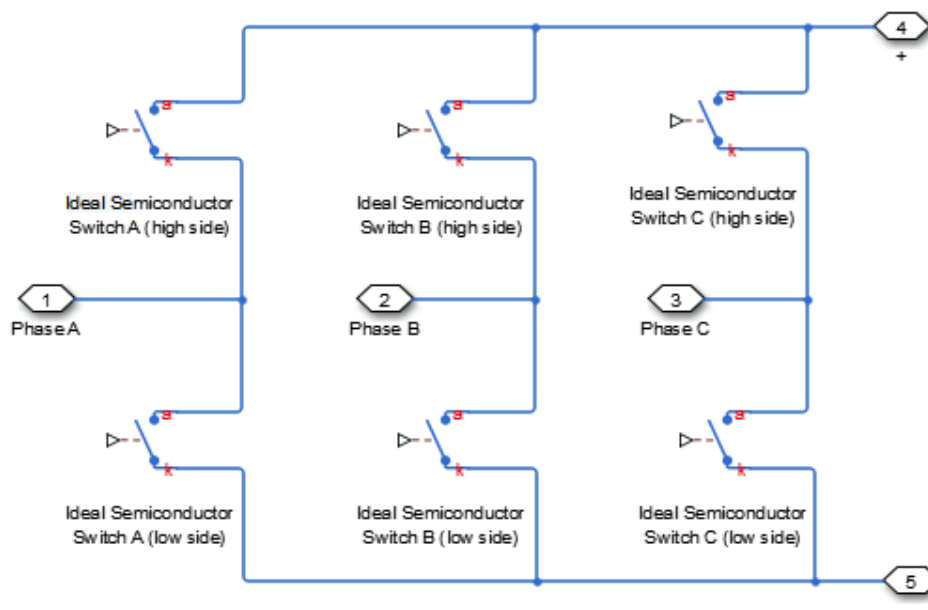 4
+
a
k
a
k
a
k
Ideal Semiconductor
Switch A (high side)
Ideal Semiconductor
Switch B (high side)
Ideal Semiconductor
Switch C (high side)
1
Phase A
2
Phase B
3
Phase C
a
k
a
k
a
k
Ideal Semiconductor
Switch A (low side)
Ideal Semiconductor
Switch B (low side)
Ideal Semiconductor
Switch C (low side)
5